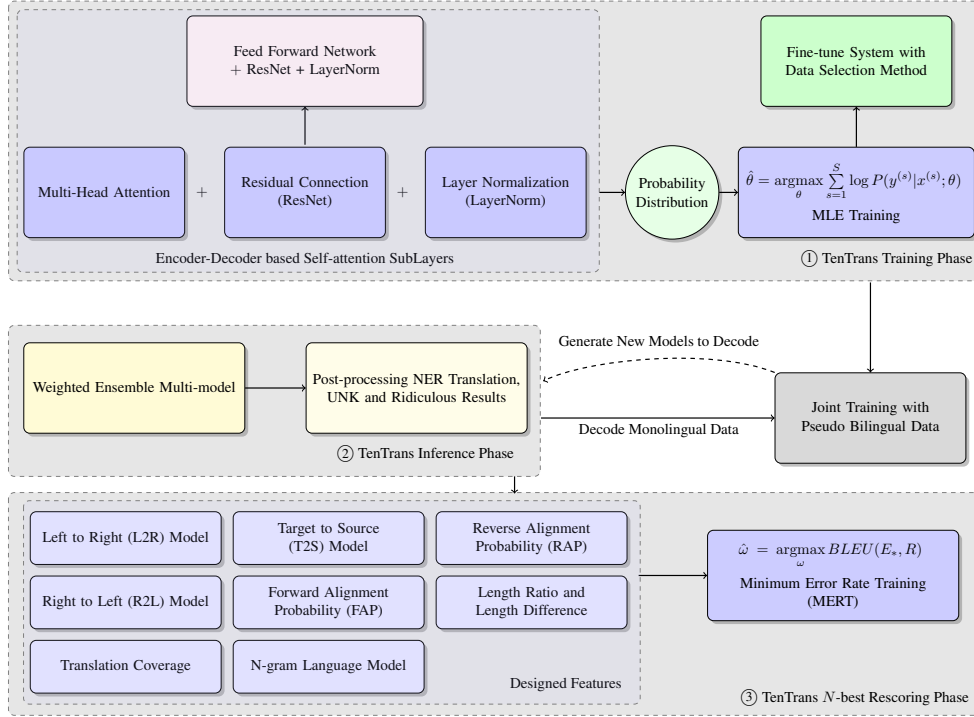 Feed Forward Network
+ ResNet + LayerNorm
Fine-tune System with
Data Selection Method
Multi-Head Attention
+
Residual Connection
(ResNet)
+
Layer Normalization
(LayerNorm)
Probability
Distribution
θ̂ = argmax_θ ∑_{s=1}^{S} log P(y^{(s)}|x^{(s)}; θ)
MLE Training
Encoder-Decoder based Self-attention SubLayers
① TenTrans Training Phase
Generate New Models to Decode
Weighted Ensemble Multi-model
Post-processing NER Translation,
UNK and Ridiculous Results
Joint Training with
Pseudo Bilingual Data
Decode Monolingual Data
② TenTrans Inference Phase
Left to Right (L2R) Model
Target to Source
(T2S) Model
Reverse Alignment
Probability (RAP)
Right to Left (R2L) Model
Forward Alignment
Probability (FAP)
Length Ratio and
Length Difference
Translation Coverage
N-gram Language Model
Designed Features
ω̂ = argmax_ω BLEU(E_*, R)
Minimum Error Rate Training
(MERT)
③ TenTrans N-best Rescoring Phase